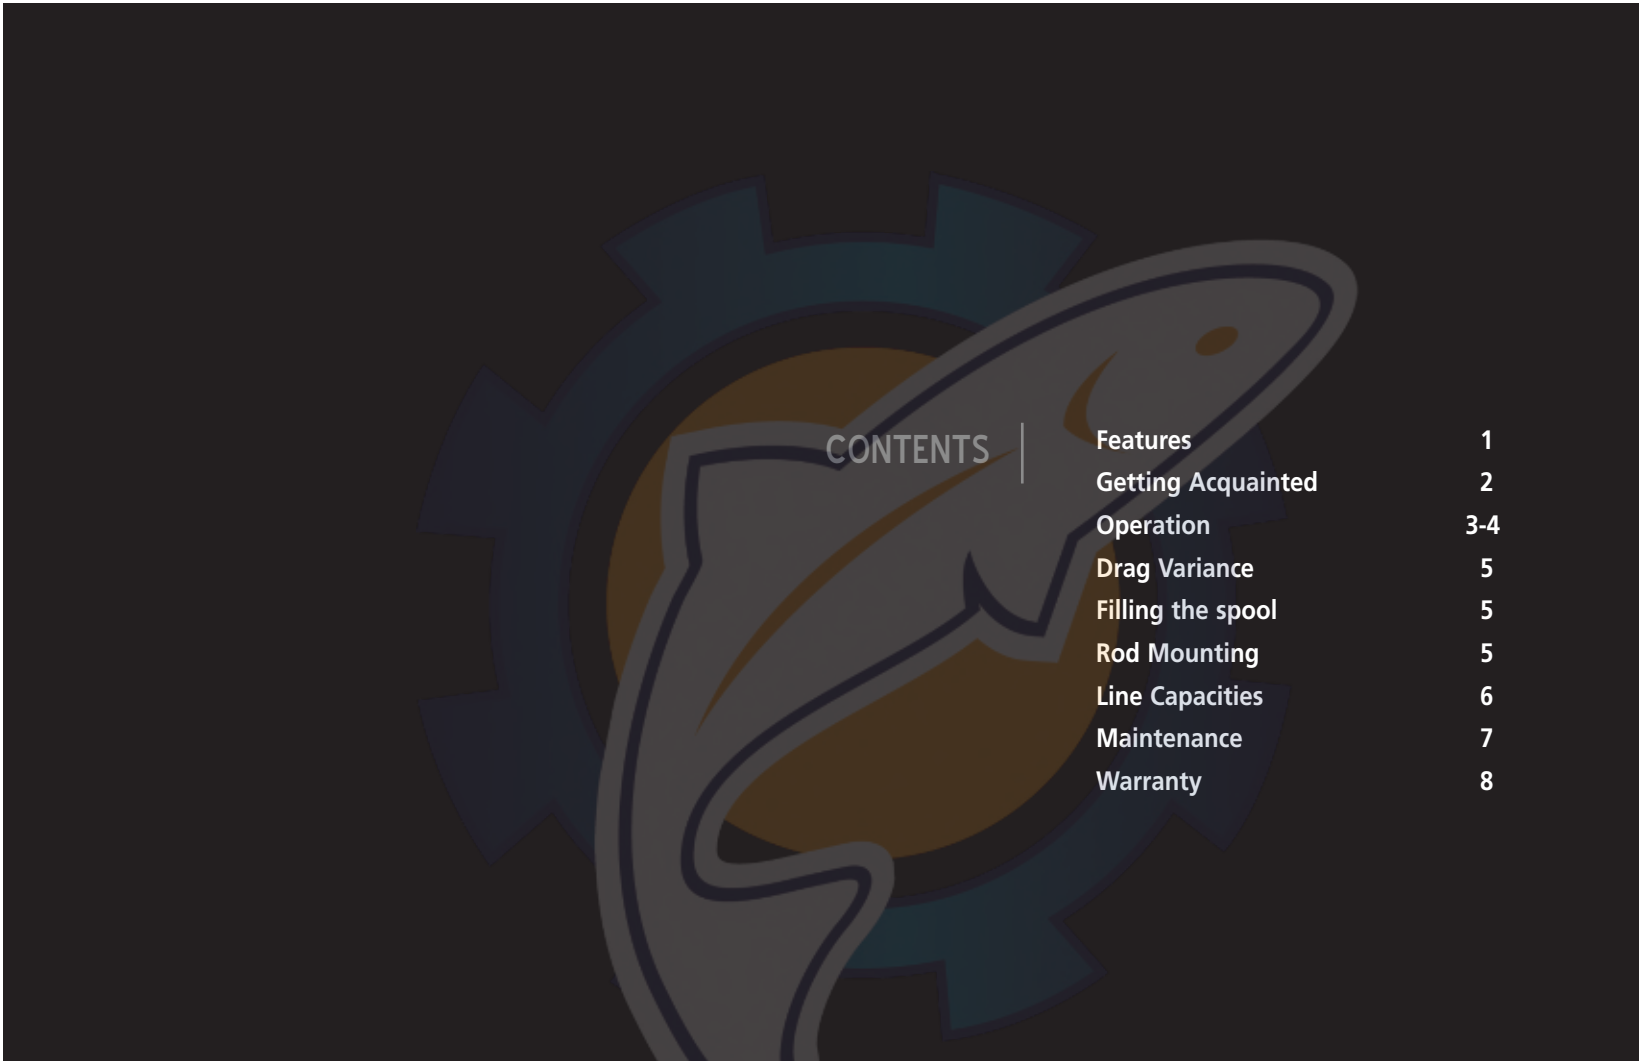 CONTENTS
Features 1
Getting Acquainted 2
Operation 3-4
Drag Variance 5
Filling the spool 5
Rod Mounting 5
Line Capacities 6
Maintenance 7
Warranty 8